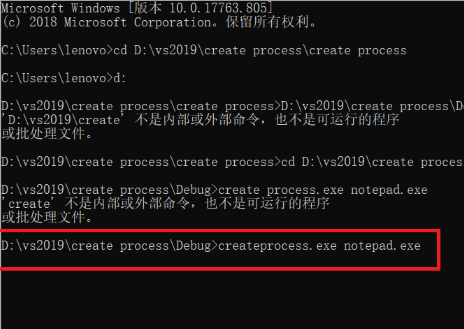 Microsoft Windows [版本 10.0.17763.805]
(c) 2018 Microsoft Corporation。保留所有权利。
C:\Users\lenovo>cd D:\vs2019\create process\create process
C:\Users\lenovo>d:
D:\vs2019\create process\create process>D:\vs2019\create process\De
'D:\vs2019\create' 不是内部或外部命令，也不是可运行的程序
或批处理文件。
D:\vs2019\create process\create process>cd D:\vs2019\create proces
D:\vs2019\create process\Debug>create process.exe notepad.exe
'create' 不是内部或外部命令，也不是可运行的程序
或批处理文件。
D:\vs2019\create process\Debug>createprocess.exe notepad.exe